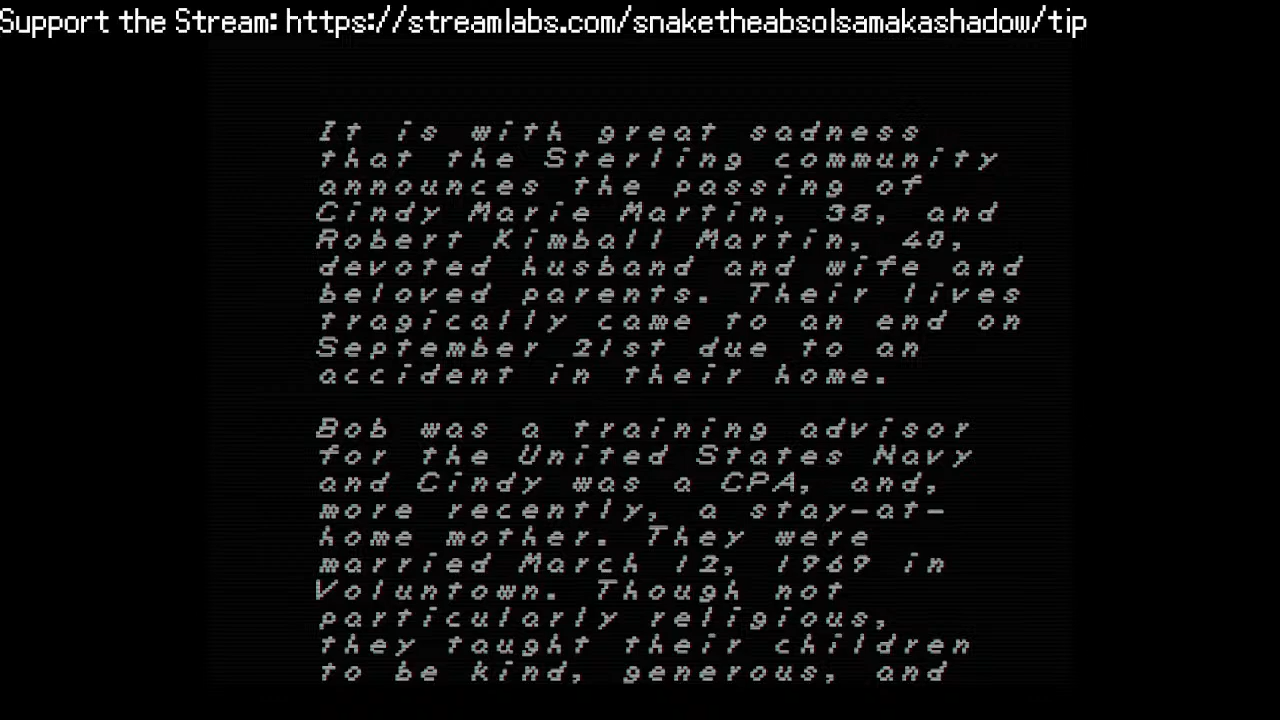 Support the Stream: https://streamlabs.com/snaketheabsolsamakashadow/tip
It is with great sadness
that the Sterling community
announces the passing of
Cindy Marie Martin, 38, and
Robert Kimball Martin, 40,
devoted husband and wife and
beloved parents. Their lives
tragically came to an end on
September 21st due to an
accident in their home.
Bob was a training advisor
for the United States Navy
and Cindy was a CPA, and,
more recently, a stay-at-
home mother. They were
married March 12, 1969 in
Voluntown. Though not
particularly religious,
they taught their children
to be kind, generous, and